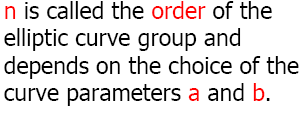 n is called the order of the
elliptic curve group and
depends on the choice of the
curve parameters a and b.